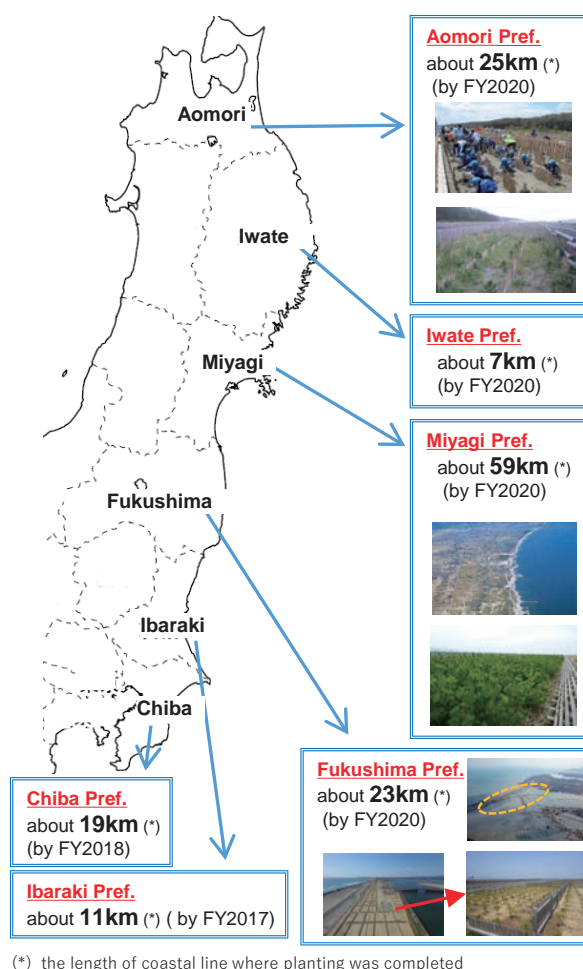 Aomori
Iwate
Miyagi
Fukushima
Ibaraki
Chiba
Aomori Pref.
about 25km (*)
(by FY2020)
Iwate Pref.
about 7km (*)
(by FY2020)
Miyagi Pref.
about 59km (*)
(by FY2020)
Fukushima Pref.
about 23km (*)
(by FY2020)
Chiba Pref.
about 19km (*)
(by FY2018)
Ibaraki Pref.
about 11km (*) ( by FY2017)
(*) the length of coastal line where planting was completed